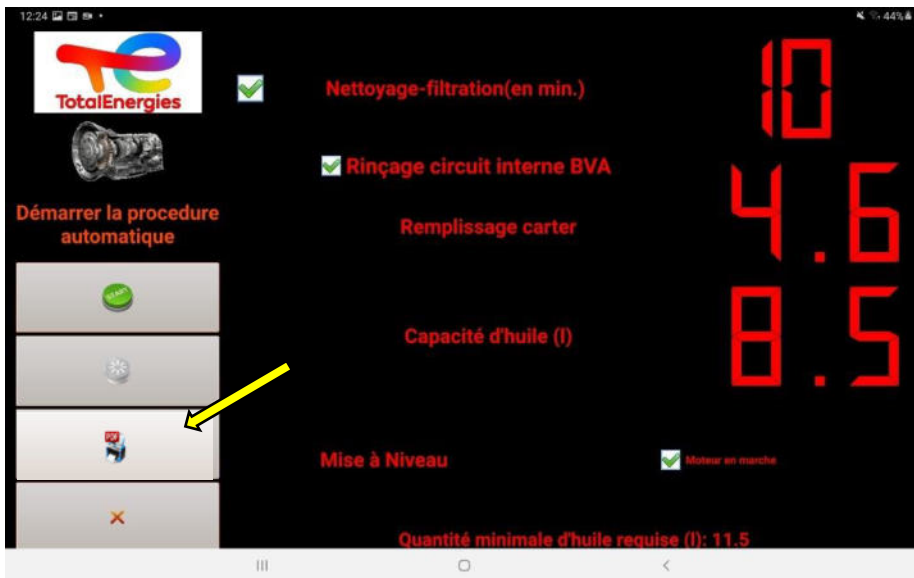 12:24
44%
TotalEnergies
Nettoyage-filtration(en min.)
10
Rinçage circuit interne BVA
Démarrer la procedure
automatique
Remplissage carter
4.6
START
Capacité d'huile (l)
8.5
PDF
Mise à Niveau
Moteur en marche
Quantité minimale d'huile requise (l): 11.5